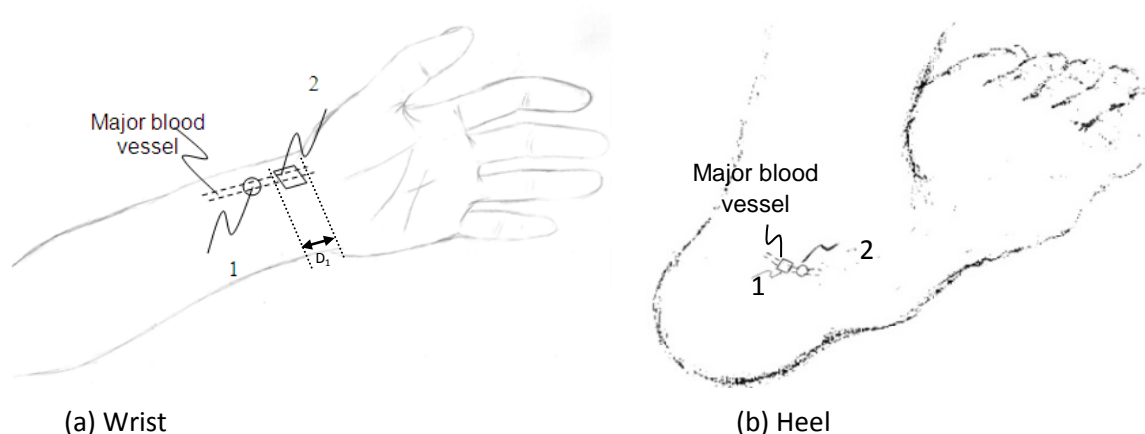 2
Major blood
vessel
1
D₁
(a) Wrist
Major blood
vessel
2
1
(b) Heel